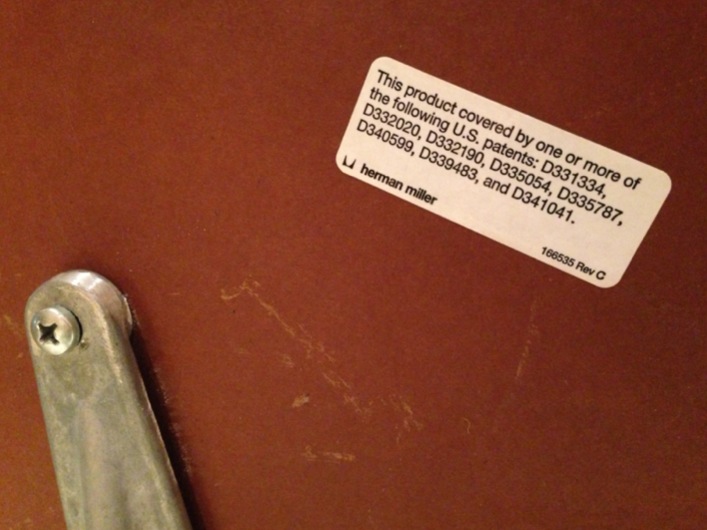 This product covered by one or more of
the following U.S. patents: D331334,
D332020, D332190, D335054, D335787,
D340599, D339483, and D341041.
herman miller
166535 Rev C